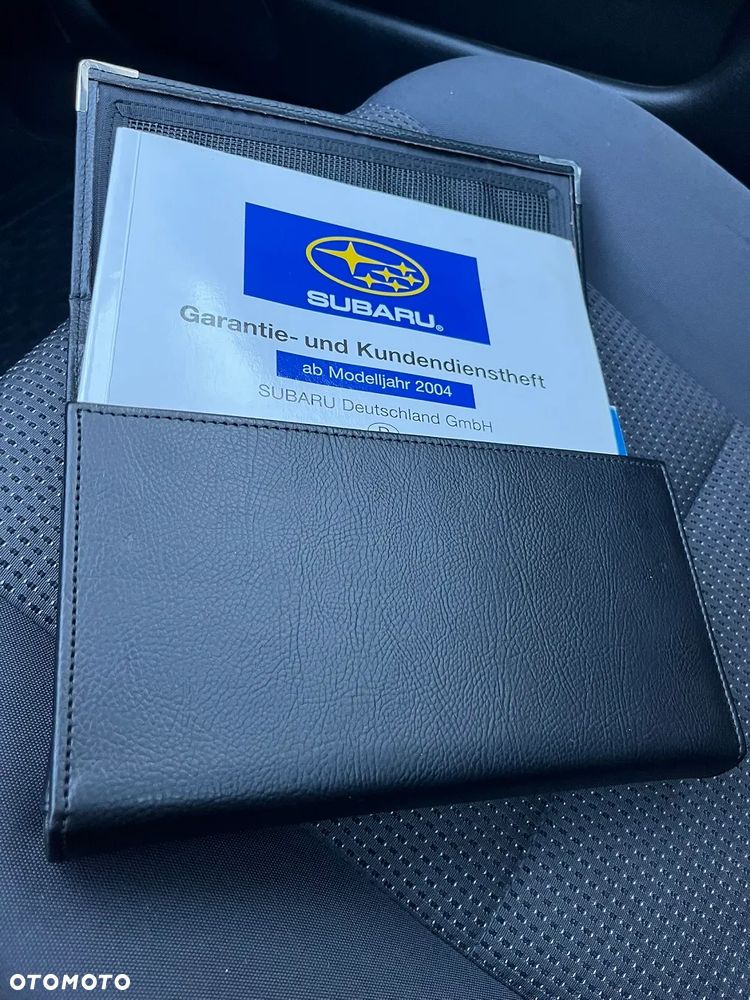 SUBARU®
Garantie- und Kundendienstheft
ab Modelljahr 2004
SUBARU Deutschland GmbH
D
OTOMOTO